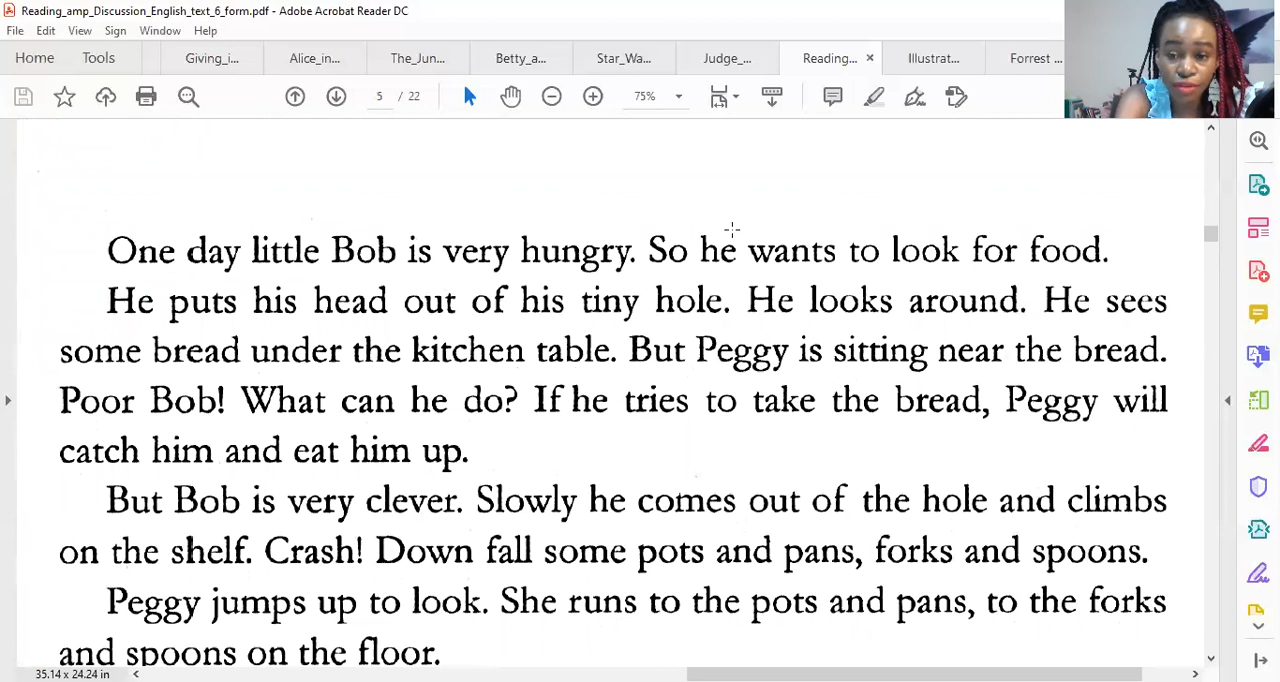 Reading_amp_Discussion_English_text_6_form.pdf - Adobe Acrobat Reader DC
File Edit View Sign Window Help
Home Tools Giving_i... Alice_in... The_Jun... Betty_a... Star_Wa... Judge_... Reading... × Illustrat... Forrest ...
5 / 22 75%
One day little Bob is very hungry. So he wants to look for food.
He puts his head out of his tiny hole. He looks around. He sees
some bread under the kitchen table. But Peggy is sitting near the bread.
Poor Bob! What can he do? If he tries to take the bread, Peggy will
catch him and eat him up.
But Bob is very clever. Slowly he comes out of the hole and climbs
on the shelf. Crash! Down fall some pots and pans, forks and spoons.
Peggy jumps up to look. She runs to the pots and pans, to the forks
and spoons on the floor.
35.14 x 24.24 in